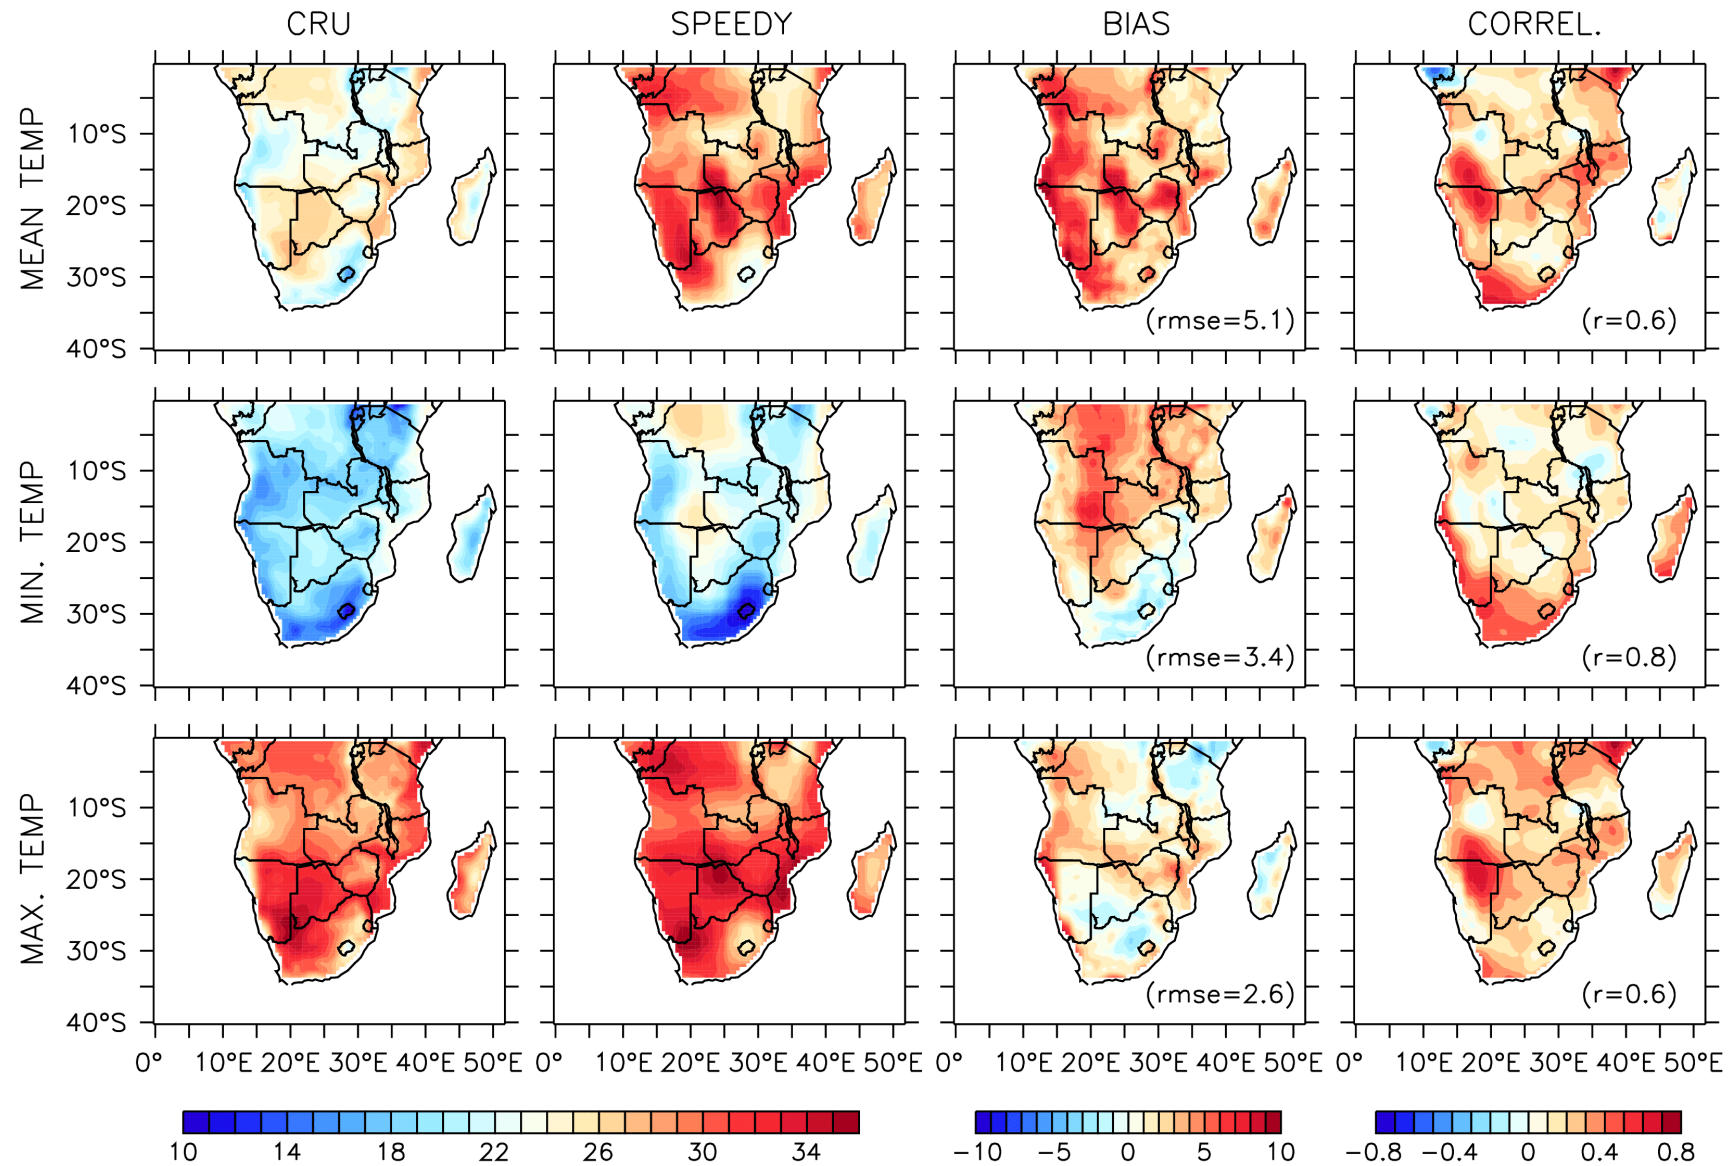 CRU SPEEDY BIAS CORREL.
MEAN TEMP
10°S
20°S
30°S
40°S
(rmse=5.1)
(r=0.6)
MIN. TEMP
10°S
20°S
30°S
40°S
(rmse=3.4)
(r=0.8)
MAX. TEMP
10°S
20°S
30°S
40°S
(rmse=2.6)
(r=0.6)
0° 10°E 20°E 30°E 40°E 50°E 0° 10°E 20°E 30°E 40°E 50°E 0° 10°E 20°E 30°E 40°E 50°E 0° 10°E 20°E 30°E 40°E 50°E
10 14 18 22 26 30 34 -10 -5 0 5 10 -0.8 -0.4 0 0.4 0.8